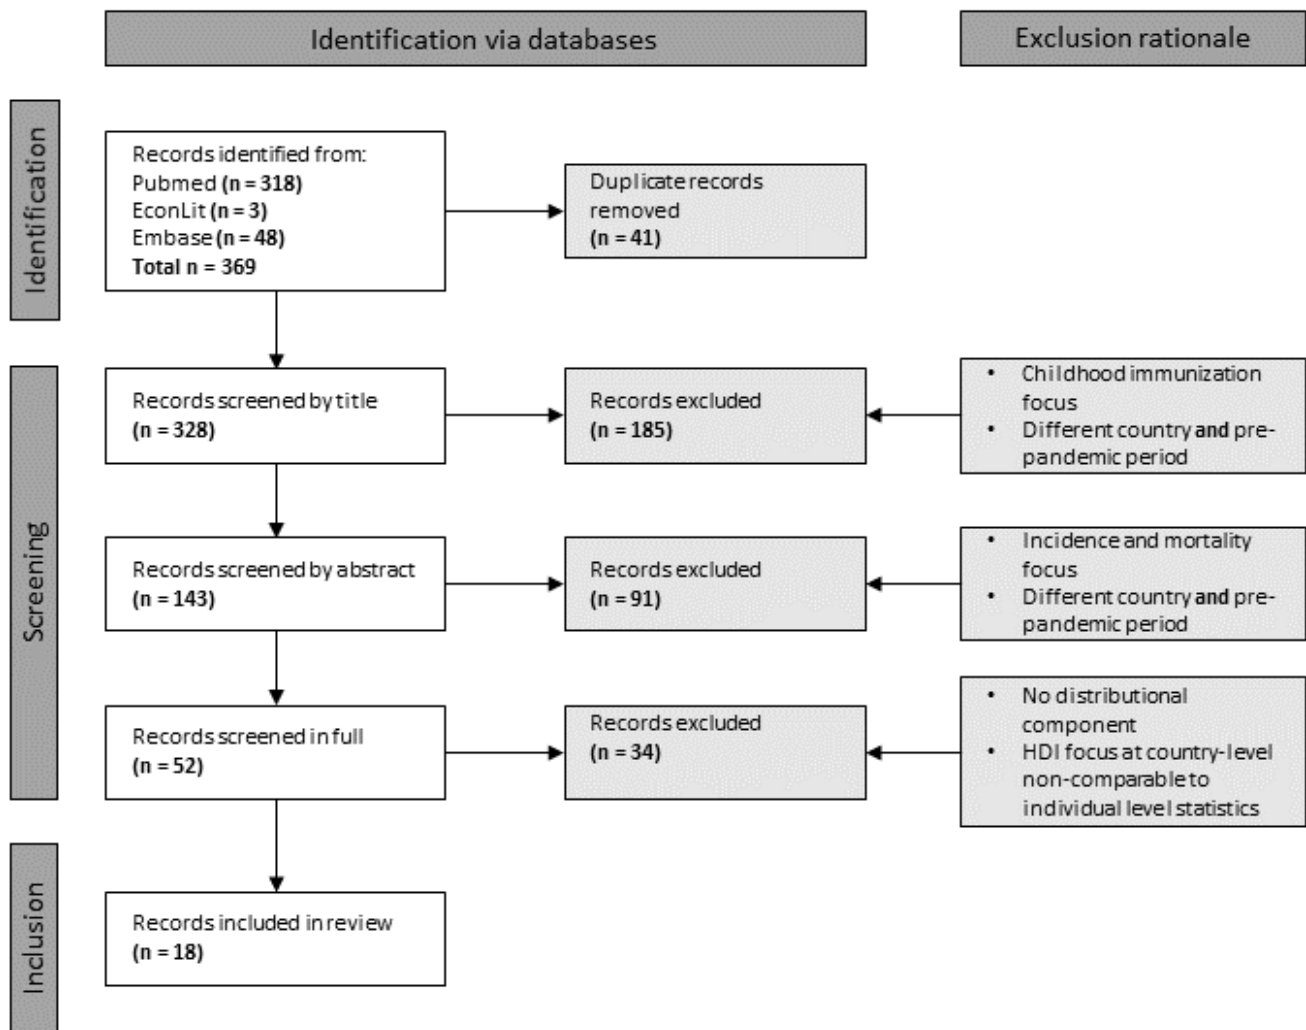 Identification via databases
Exclusion rationale
Identification
Records identified from:
Pubmed (n = 318)
EconLit (n = 3)
Embase (n = 48)
Total n = 369
Duplicate records
removed
(n = 41)
Screening
Records screened by title
(n = 328)
Records excluded
(n = 185)
• Childhood immunization
focus
• Different country and pre-
pandemic period
Records screened by abstract
(n = 143)
Records excluded
(n = 91)
• Incidence and mortality
focus
• Different country and pre-
pandemic period
Records screened in full
(n = 52)
Records excluded
(n = 34)
• No distributional
component
• HDI focus at country-level
non-comparable to
individual level statistics
Inclusion
Records included in review
(n = 18)